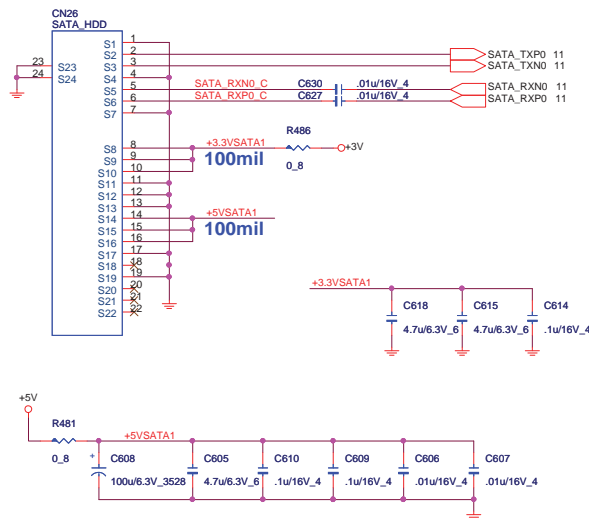 CN26
SATA_HDD
S1 1
S2 2 SATA_TXP0 11
23 S23 S3 3 SATA_TXN0 11
24 S24 S4 4
S5 5 SATA_RXN0_C C630 .01u/16V_4 SATA_RXN0 11
S6 6 SATA_RXP0_C C627 .01u/16V_4 SATA_RXP0 11
S7 7
R486
S8 8 +3.3VSATA1 +3V
S9 9 100mil
S10 10 0_8
S11 11
S12 12
S13 13
S14 14 +5VSATA1
S15 15 100mil
S16 16
S17 17
S18 18
S19 19
S20 20
S21 21
S22 22
+3.3VSATA1
C618 C615 C614
4.7u/6.3V_6 4.7u/6.3V_6 .1u/16V_4
+5V
R481
+5VSATA1
0_8 C608 C605 C610 C609 C606 C607
+
100u/6.3V_3528 4.7u/6.3V_6 .1u/16V_4 .1u/16V_4 .01u/16V_4 .01u/16V_4